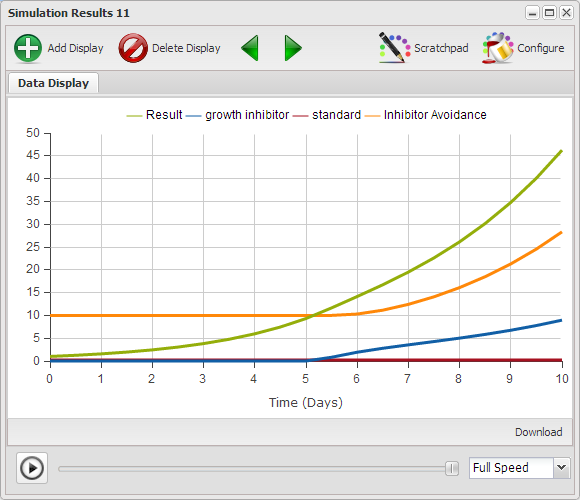 Simulation Results 11
Add Display Delete Display Scratchpad Configure
Data Display
Result growth inhibitor standard Inhibitor Avoidance
50
45
40
35
30
25
20
15
10
5
0
0 1 2 3 4 5 6 7 8 9 10
Time (Days)
Download
Full Speed